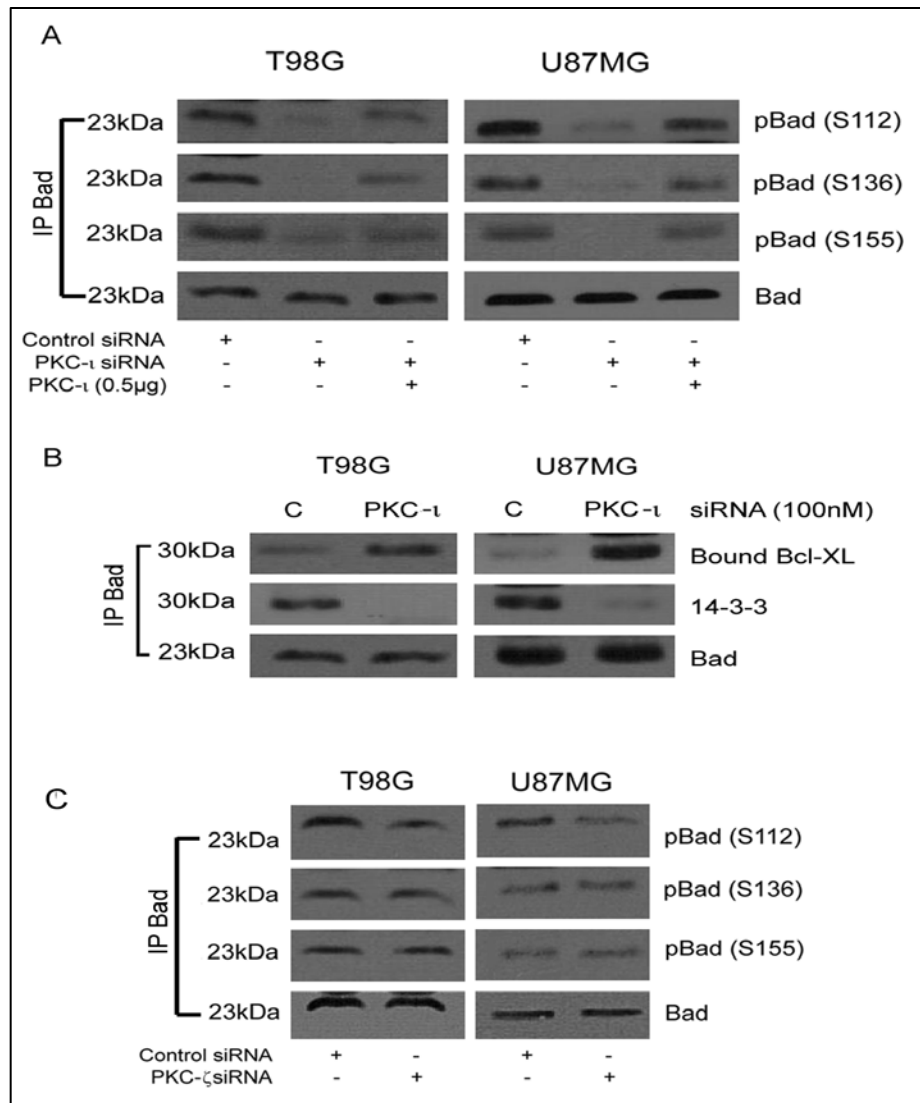 A
T98G U87MG
IP Bad
23kDa pBad (S112)
23kDa pBad (S136)
23kDa pBad (S155)
23kDa Bad
Control siRNA + - - + - -
PKC-ι siRNA - + + - + +
PKC-ι (0.5µg) - - + - - +
B
T98G U87MG
C PKC-ι C PKC-ι siRNA (100nM)
IP Bad
30kDa Bound Bcl-XL
30kDa 14-3-3
23kDa Bad
C
T98G U87MG
IP Bad
23kDa pBad (S112)
23kDa pBad (S136)
23kDa pBad (S155)
23kDa Bad
Control siRNA + - + -
PKC-ζsiRNA - + - +